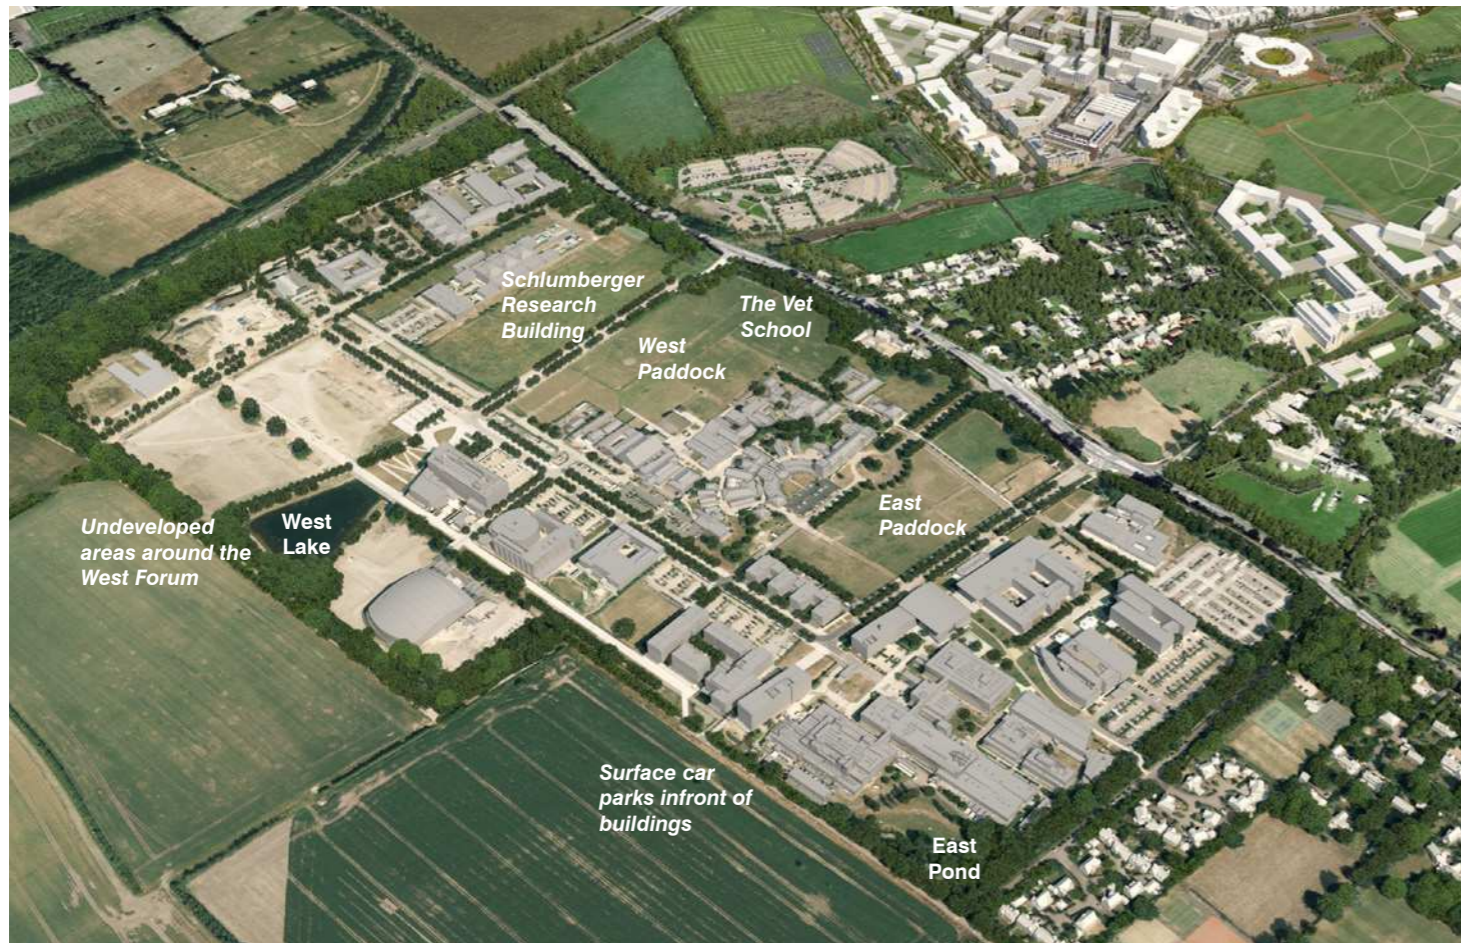 Schlumberger
Research
Building
The Vet
School
West
Paddock
East
Paddock
Undeveloped
areas around the
West Forum
West
Lake
Surface car
parks infront of
buildings
East
Pond